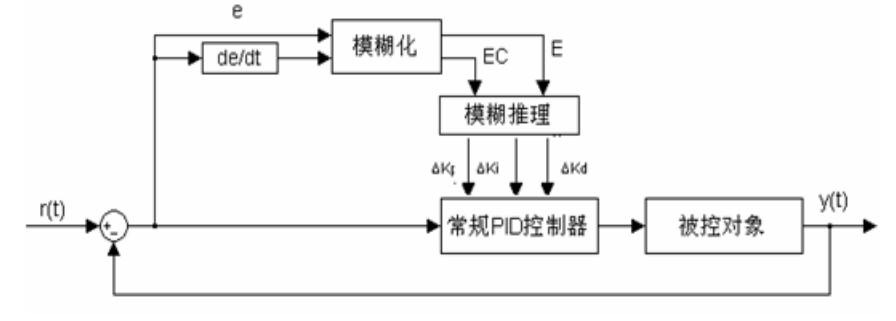 e
de/dt
模糊化
EC
E
模糊推理
ΔKi
ΔKd
r(t)
+
-
常规PID控制器
被控对象
y(t)